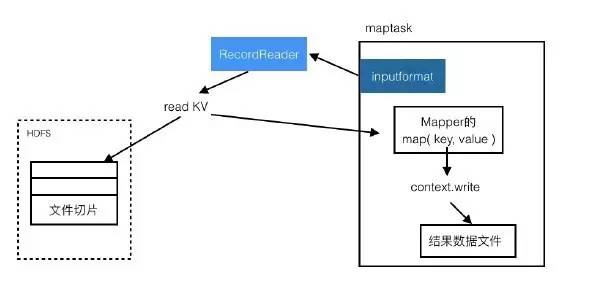 maptask
RecordReader
inputformat
read KV
Mapper的
map( key, value )
HDFS
context.write
文件切片
结果数据文件